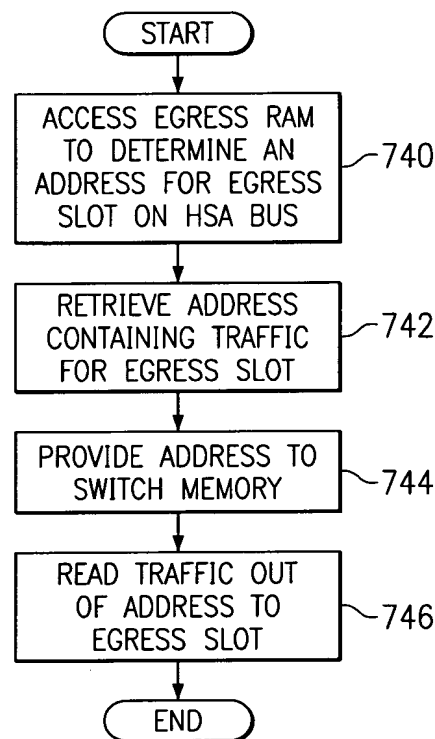 START
ACCESS EGRESS RAM
TO DETERMINE AN
ADDRESS FOR EGRESS
SLOT ON HSA BUS
740
RETRIEVE ADDRESS
CONTAINING TRAFFIC
FOR EGRESS SLOT
742
PROVIDE ADDRESS TO
SWITCH MEMORY
744
READ TRAFFIC OUT
OF ADDRESS TO
EGRESS SLOT
746
END